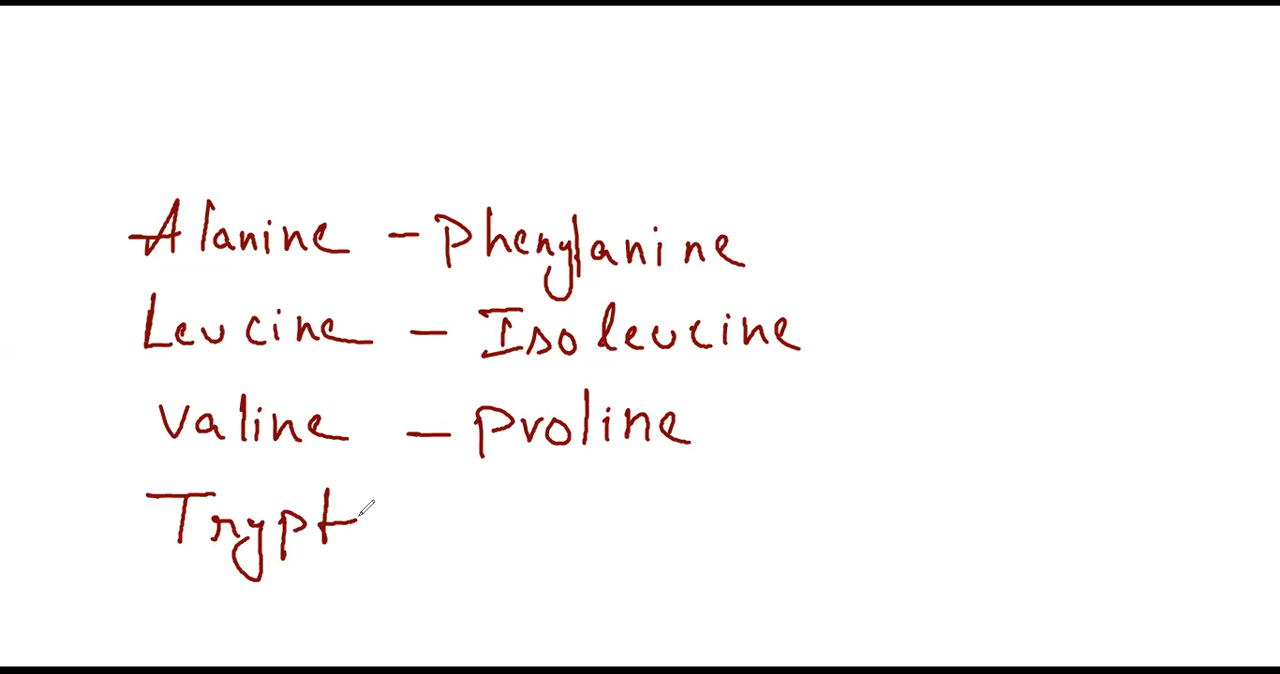 Alanine - Phenylanine
Leucine - Isoleucine
Valine - Proline
Trypt